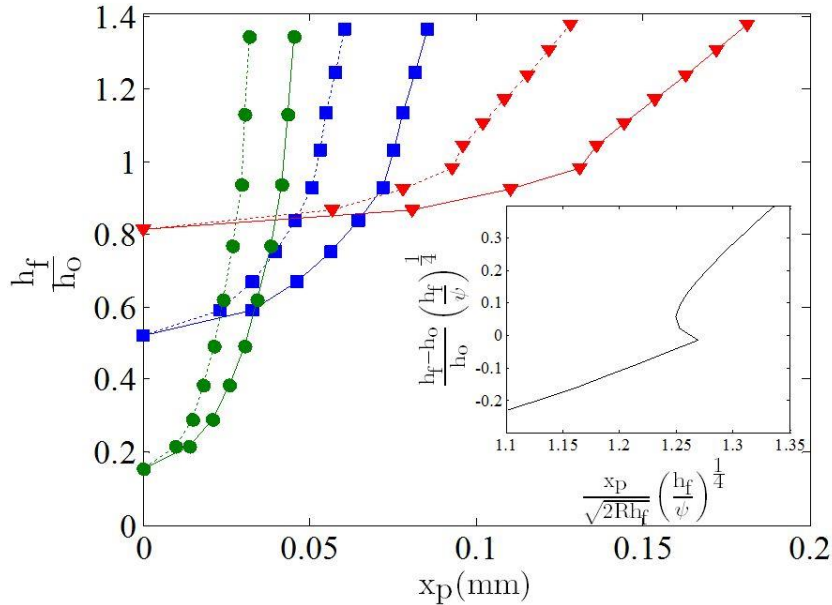 1.4
1.2
1
0.8
0.6
0.4
0.2
0
h_f/h_o
0 0.05 0.1 0.15 0.2
x_p(mm)
0.3
0.2
0.1
0
-0.1
-0.2
(h_f−h_o)/h_o (h_f/ψ)^(1/4)
1.1 1.15 1.2 1.25 1.3 1.35
x_p/√(2Rh_f) (h_f/ψ)^(1/4)